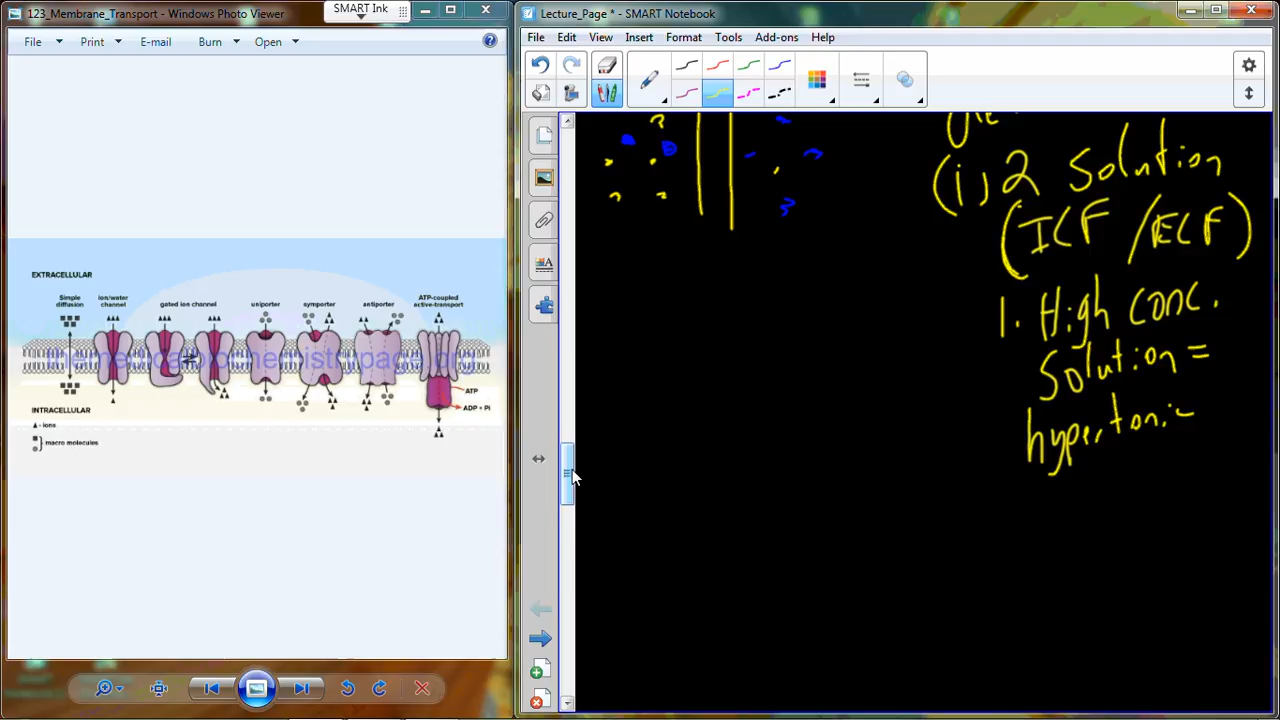 123_Membrane_Transport - Windows Photo Viewer
SMART Ink
File Print E-mail Burn Open
EXTRACELLULAR
Simple diffusion
ion/water channel
gated ion channel
uniporter
symporter
antiporter
ATP-coupled active-transport
themedicalbiochemistrypage.org
ATP
ADP + Pi
INTRACELLULAR
- ions
macro molecules
Lecture_Page * - SMART Notebook
File Edit View Insert Format Tools Add-ons Help
(i) 2 Solution
(ICF /ECF)
1. High conc.
Solution =
hypertonic